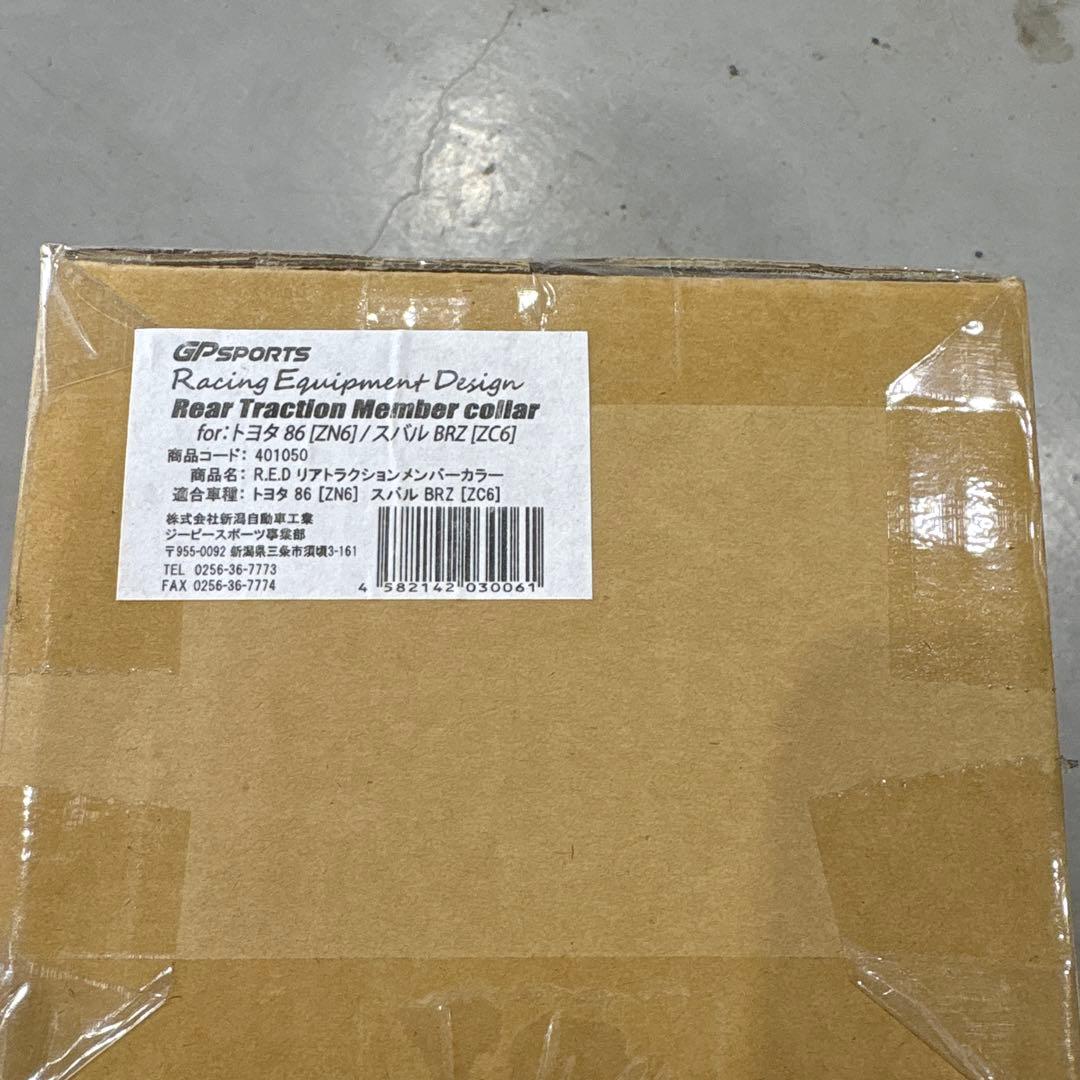 GP SPORTS
Racing Equipment Design
Rear Traction Member collar
for:トヨタ 86 [ZN6] / スバル BRZ [ZC6]
商品コード: 401050
商品名: R.E.D リアトラクションメンバーカラー
適合車種: トヨタ 86 [ZN6] スバル BRZ [ZC6]
株式会社新潟自動車工業
ジーピースポーツ事業部
〒955-0092 新潟県三条市須頃3-161
TEL 0256-36-7773
FAX 0256-36-7774
4 582142 030061